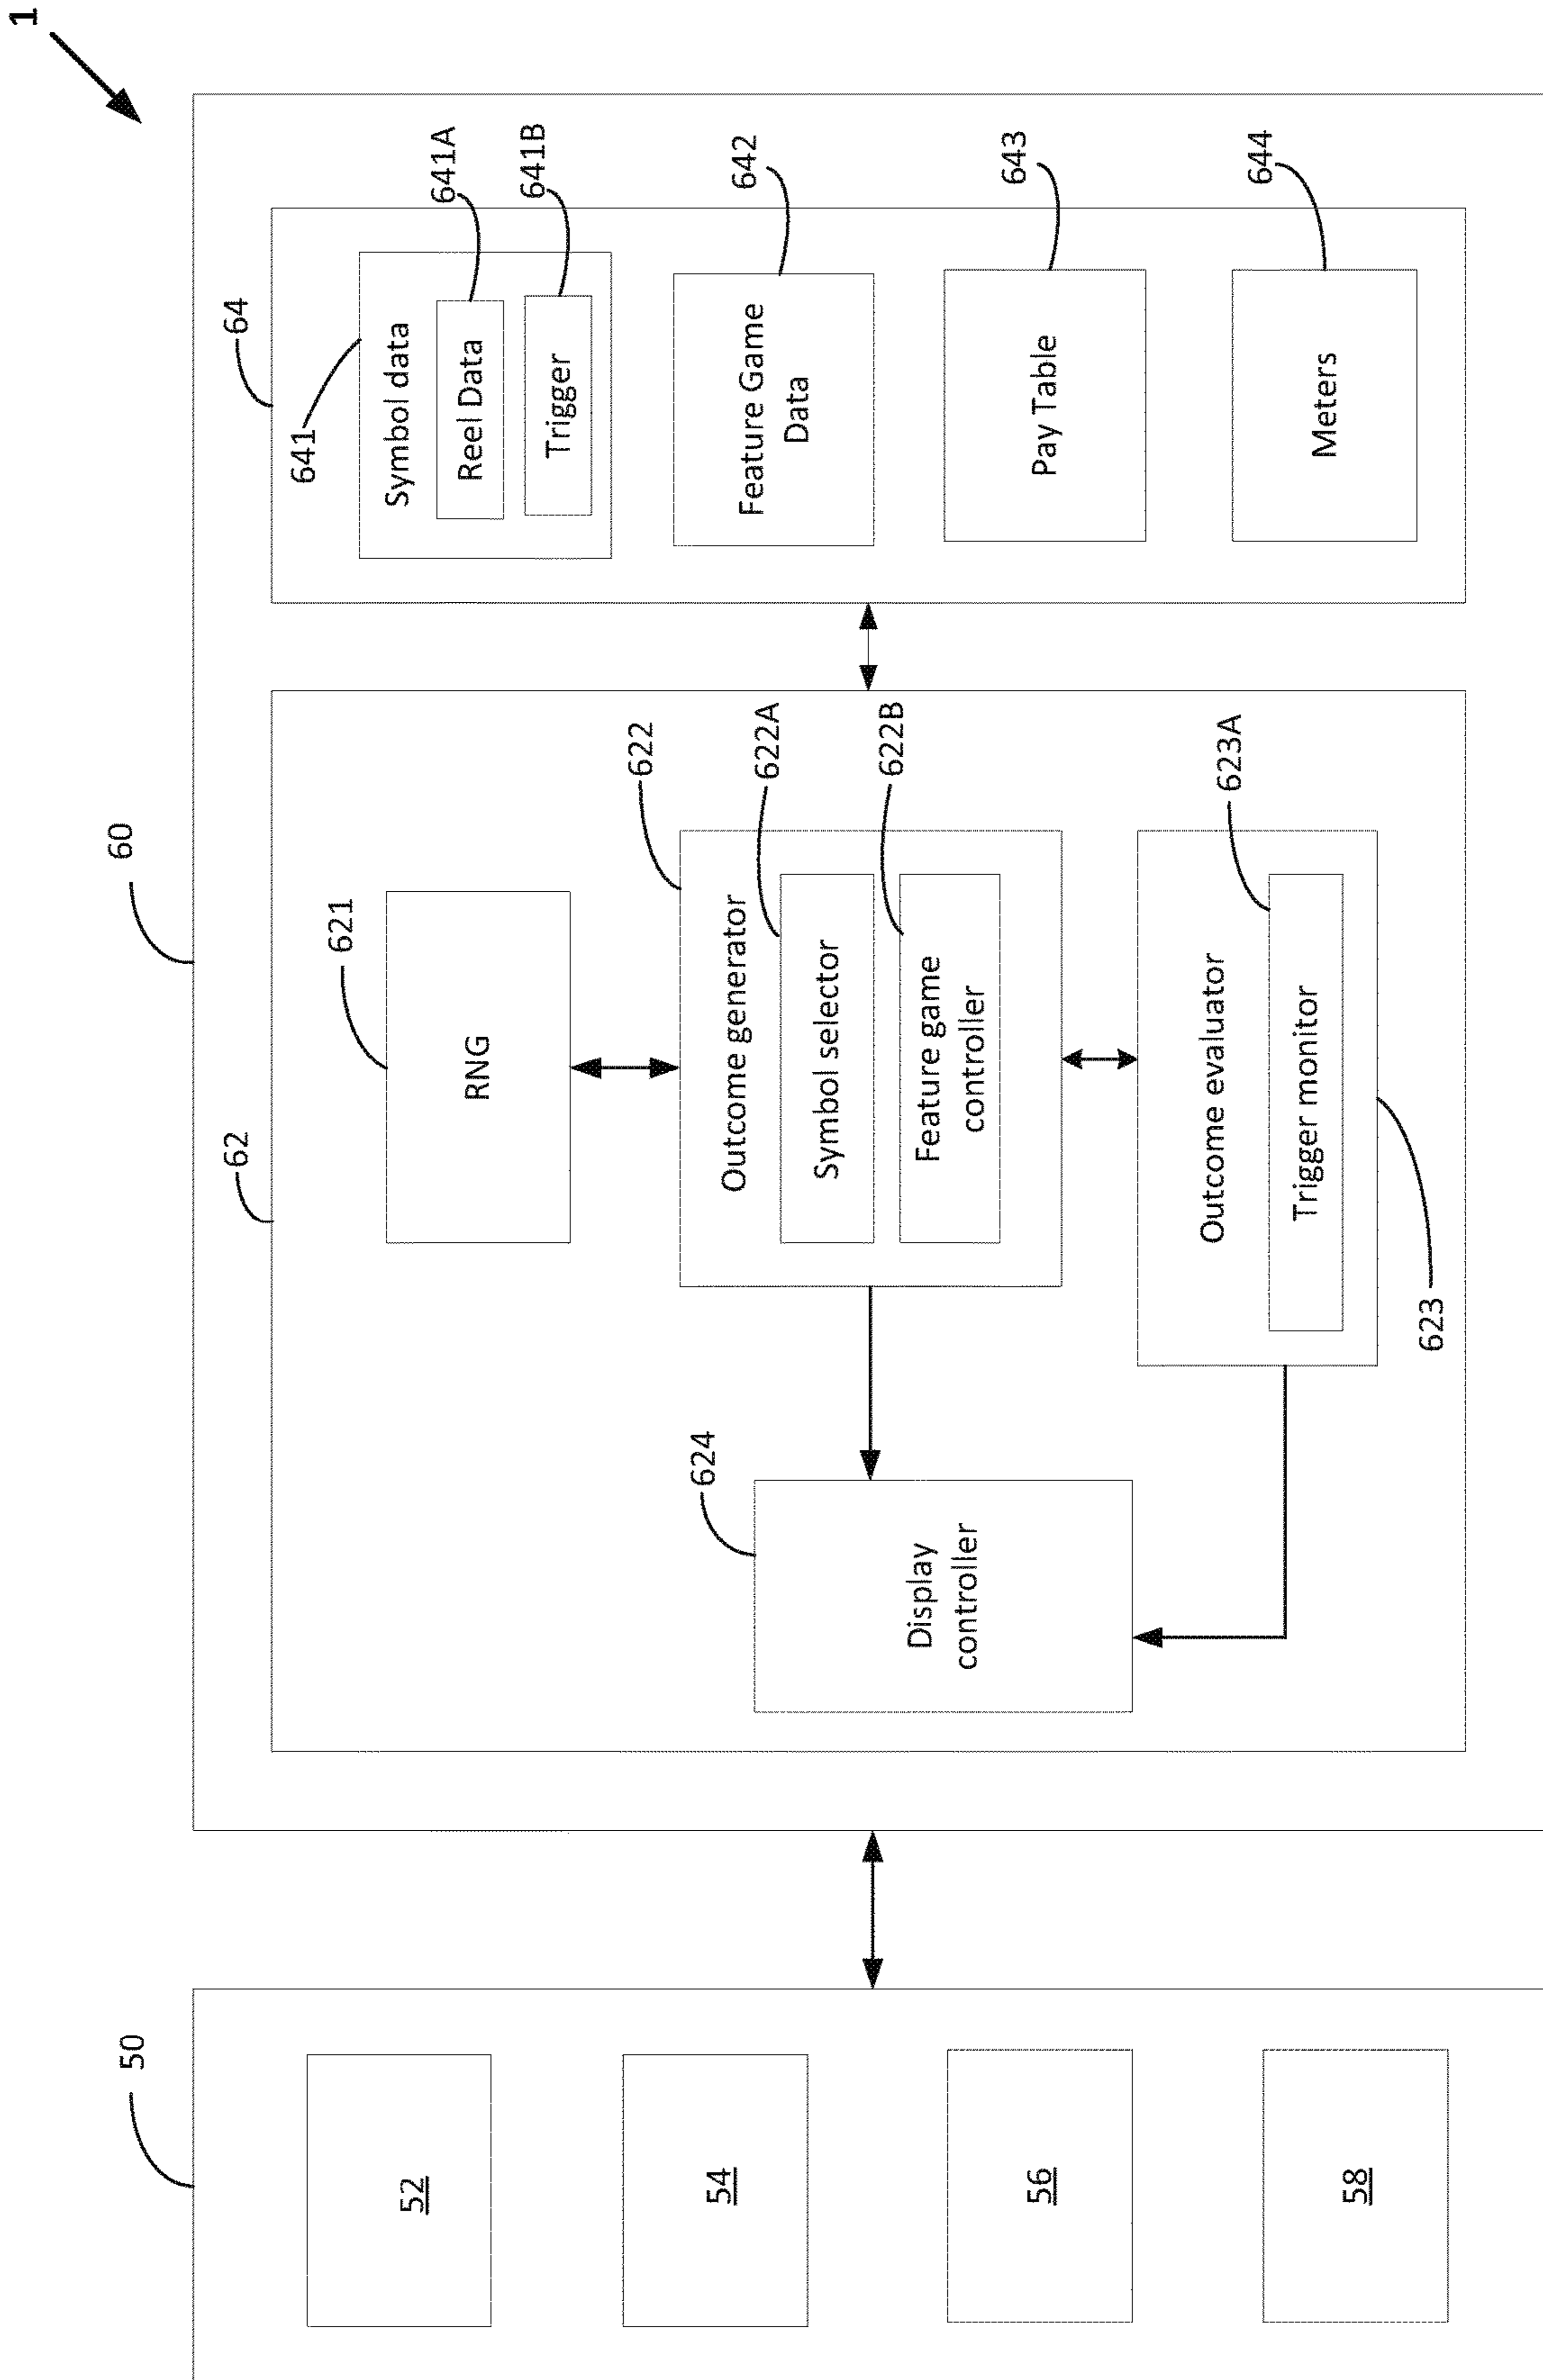 1
60
50
62
64
52
54
56
58
621
RNG
622
Outcome generator
622A
Symbol selector
622B
Feature game
controller
624
Display
controller
Outcome evaluator
623A
Trigger monitor
623
641
Symbol data
641A
Reel Data
641B
Trigger
642
Feature Game
Data
643
Pay Table
644
Meters